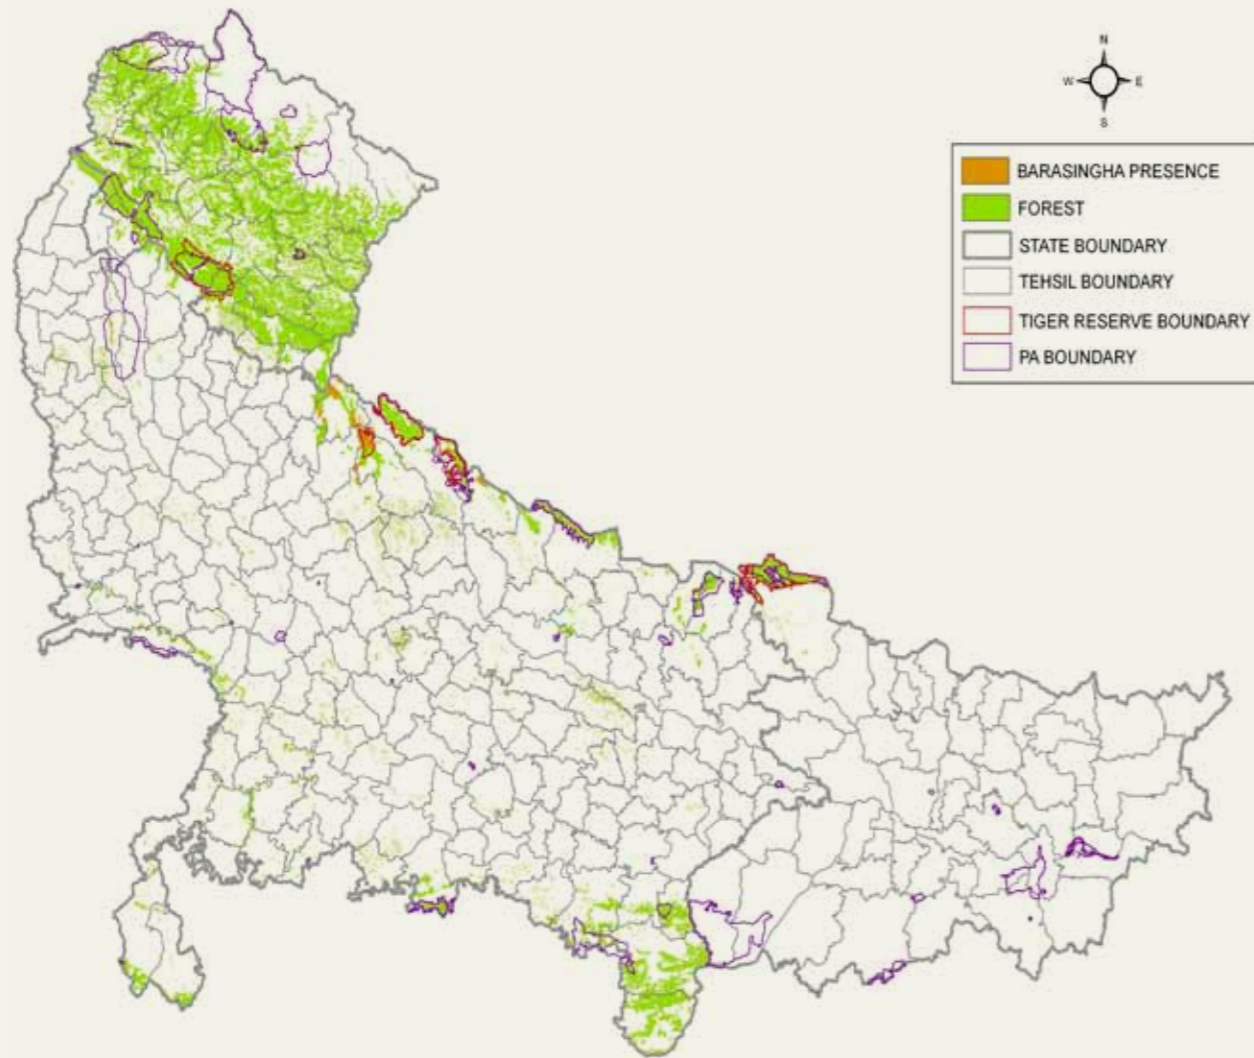 N
W E
S
BARASINGHA PRESENCE
FOREST
STATE BOUNDARY
TEHSIL BOUNDARY
TIGER RESERVE BOUNDARY
PA BOUNDARY